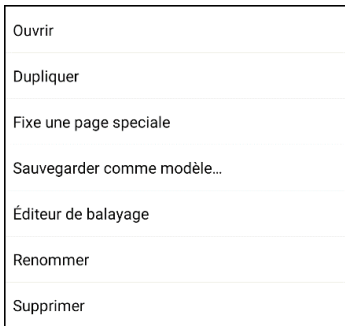 Ouvrir
Dupliquer
Fixe une page speciale
Sauvegarder comme modèle…
Éditeur de balayage
Renommer
Supprimer